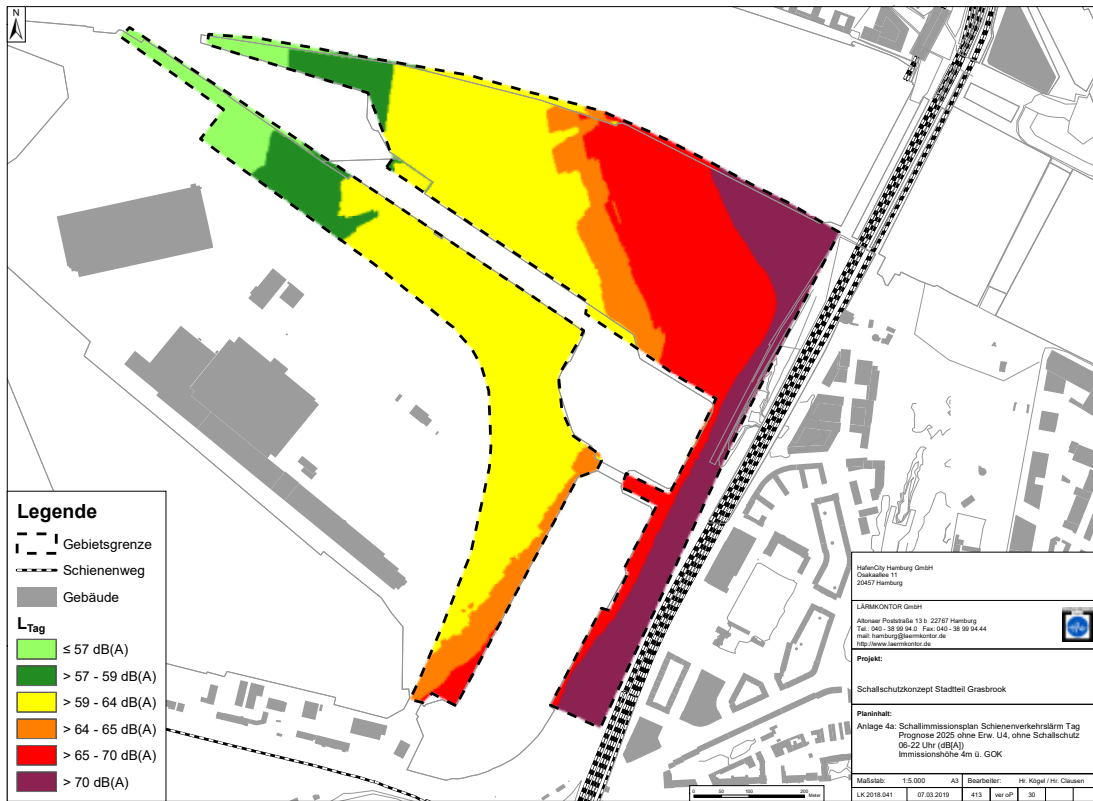 N
Legende
Gebietsgrenze
Schienenweg
Gebäude
LTag
≤ 57 dB(A)
> 57 - 59 dB(A)
> 59 - 64 dB(A)
> 64 - 65 dB(A)
> 65 - 70 dB(A)
> 70 dB(A)
0 50 100 200
Meter
HafenCity Hamburg GmbH
Osakaallee 11
20457 Hamburg
LÄRMKONTOR GmbH
Altonaer Poststraße 13 b 22767 Hamburg
Tel.: 040 - 38 99 94.0 Fax: 040 - 38 99 94.44
mail: hamburg@laermkontor.de
http://www.laermkontor.de
Projekt:
Schallschutzkonzept Stadtteil Grasbrook
Planinhalt:
Anlage 4a: Schallimmissionsplan Schienenverkehrslärm Tag
Prognose 2025 ohne Erw. U4, ohne Schallschutz
06-22 Uhr (dB[A])
Immissionshöhe 4m ü. GOK
Maßstab: 1:5.000 A3 Bearbeiter: Hr. Kögel / Hr. Clausen
LK 2018.041 07.03.2019 413 ver oP 30